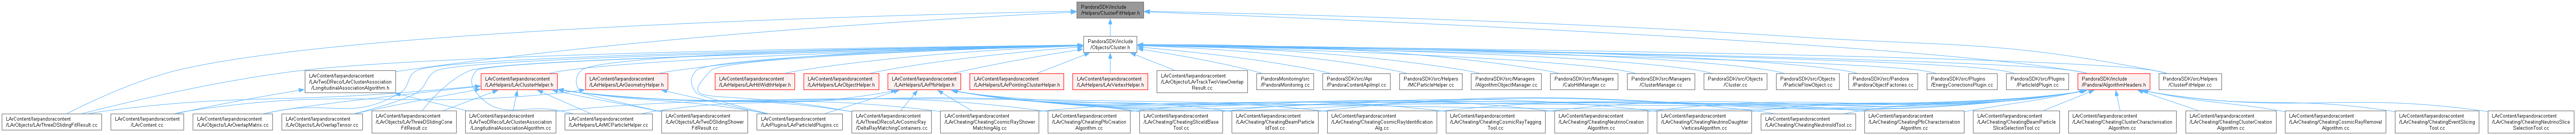 PandoraSDK/include
/Helpers/ClusterFitHelper.h
PandoraSDK/include
/Objects/Cluster.h
LArContent/larpandoracontent
/LArTwoDReco/LArClusterAssociation
/LongitudinalAssociationAlgorithm.h
LArContent/larpandoracontent
/LArHelpers/LArClusterHelper.h
LArContent/larpandoracontent
/LArHelpers/LArGeometryHelper.h
LArContent/larpandoracontent
/LArHelpers/LArHitWidthHelper.h
LArContent/larpandoracontent
/LArHelpers/LArObjectHelper.h
LArContent/larpandoracontent
/LArHelpers/LArPfoHelper.h
LArContent/larpandoracontent
/LArHelpers/LArPointingClusterHelper.h
LArContent/larpandoracontent
/LArHelpers/LArVertexHelper.h
LArContent/larpandoracontent
/LArObjects/LArTrackTwoViewOverlap
Result.cc
PandoraMonitoring/src
/PandoraMonitoring.cc
PandoraSDK/src/Api
/PandoraContentApiImpl.cc
PandoraSDK/src/Helpers
/MCParticleHelper.cc
PandoraSDK/src/Managers
/AlgorithmObjectManager.cc
PandoraSDK/src/Managers
/CaloHitManager.cc
PandoraSDK/src/Managers
/ClusterManager.cc
PandoraSDK/src/Objects
/Cluster.cc
PandoraSDK/src/Objects
/ParticleFlowObject.cc
PandoraSDK/src/Pandora
/PandoraObjectFactories.cc
PandoraSDK/src/Plugins
/EnergyCorrectionsPlugin.cc
PandoraSDK/src/Plugins
/ParticleIdPlugin.cc
PandoraSDK/include
/Pandora/AlgorithmHeaders.h
PandoraSDK/src/Helpers
/ClusterFitHelper.cc
LArContent/larpandoracontent
/LArObjects/LArThreeDSlidingFitResult.cc
LArContent/larpandoracontent
/LArContent.cc
LArContent/larpandoracontent
/LArObjects/LArOverlapMatrix.cc
LArContent/larpandoracontent
/LArObjects/LArOverlapTensor.cc
LArContent/larpandoracontent
/LArObjects/LArThreeDSlidingCone
FitResult.cc
LArContent/larpandoracontent
/LArTwoDReco/LArClusterAssociation
/LongitudinalAssociationAlgorithm.cc
LArContent/larpandoracontent
/LArHelpers/LArMCParticleHelper.cc
LArContent/larpandoracontent
/LArObjects/LArTwoDSlidingShower
FitResult.cc
LArContent/larpandoracontent
/LArPlugins/LArParticleIdPlugins.cc
LArContent/larpandoracontent
/LArThreeDReco/LArCosmicRay
/DeltaRayMatchingContainers.cc
LArContent/larpandoracontent
/LArCheating/CheatingCosmicRayShower
MatchingAlg.cc
LArContent/larpandoracontent
/LArCheating/CheatingPfoCreation
Algorithm.cc
LArContent/larpandoracontent
/LArCheating/CheatingSliceIdBase
Tool.cc
LArContent/larpandoracontent
/LArCheating/CheatingBeamParticle
IdTool.cc
LArContent/larpandoracontent
/LArCheating/CheatingCosmicRayIdentification
Alg.cc
LArContent/larpandoracontent
/LArCheating/CheatingCosmicRayTagging
Tool.cc
LArContent/larpandoracontent
/LArCheating/CheatingNeutrinoCreation
Algorithm.cc
LArContent/larpandoracontent
/LArCheating/CheatingNeutrinoDaughter
VerticesAlgorithm.cc
LArContent/larpandoracontent
/LArCheating/CheatingNeutrinoIdTool.cc
LArContent/larpandoracontent
/LArCheating/CheatingPfoCharacterisation
Algorithm.cc
LArContent/larpandoracontent
/LArCheating/CheatingBeamParticle
SliceSelectionTool.cc
LArContent/larpandoracontent
/LArCheating/CheatingClusterCharacterisation
Algorithm.cc
LArContent/larpandoracontent
/LArCheating/CheatingClusterCreation
Algorithm.cc
LArContent/larpandoracontent
/LArCheating/CheatingCosmicRayRemoval
Algorithm.cc
LArContent/larpandoracontent
/LArCheating/CheatingEventSlicing
Tool.cc
LArContent/larpandoracontent
/LArCheating/CheatingNeutrinoSlice
SelectionTool.cc